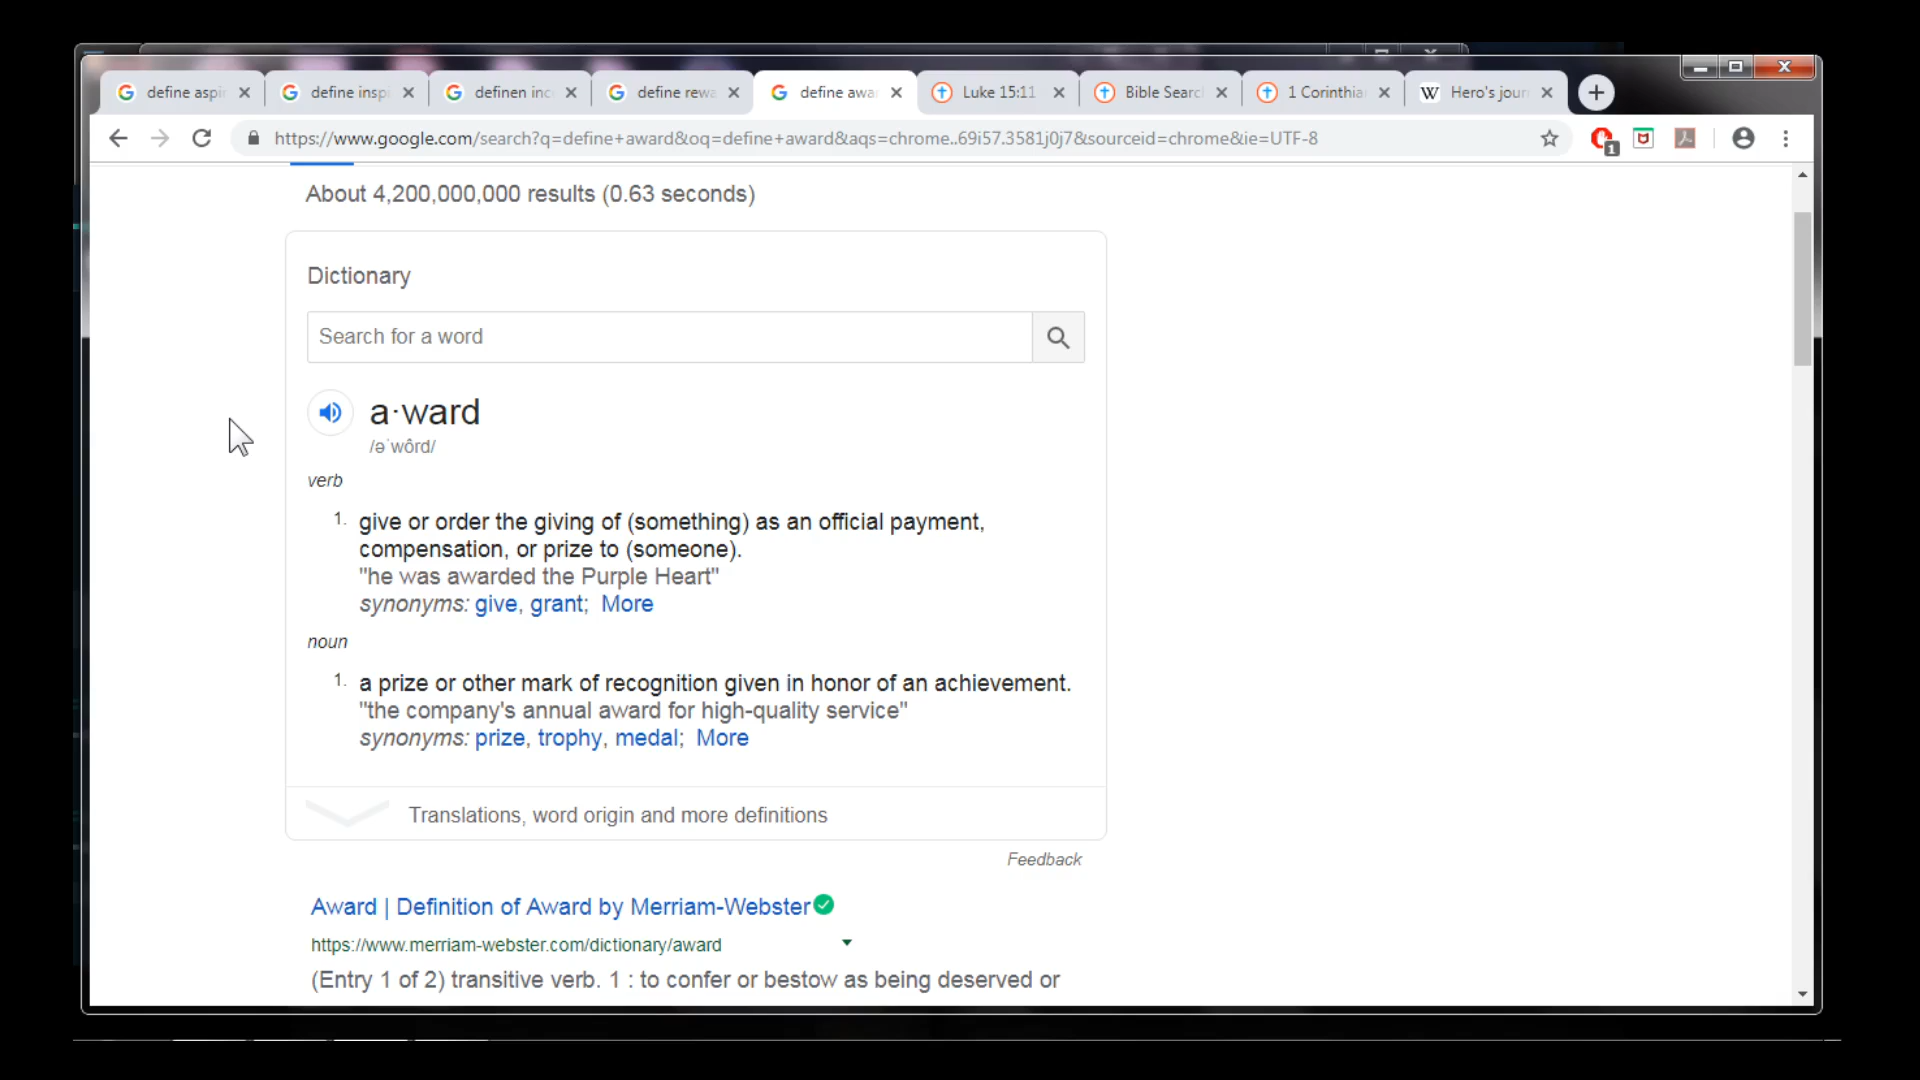 define aspi
define insp
definen inc
define rewa
define awa
Luke 15:11
Bible Searc
1 Corinthia
W Hero's jour
https://www.google.com/search?q=define+award&oq=define+award&aqs=chrome..69i57.3581j0j7&sourceid=chrome&ie=UTF-8
1
About 4,200,000,000 results (0.63 seconds)
Dictionary
Search for a word
a·ward
/əˈwôrd/
verb
1. give or order the giving of (something) as an official payment,
compensation, or prize to (someone).
"he was awarded the Purple Heart"
synonyms: give, grant; More
noun
1. a prize or other mark of recognition given in honor of an achievement.
"the company's annual award for high-quality service"
synonyms: prize, trophy, medal; More
Translations, word origin and more definitions
Feedback
Award | Definition of Award by Merriam-Webster
https://www.merriam-webster.com/dictionary/award
(Entry 1 of 2) transitive verb. 1 : to confer or bestow as being deserved or